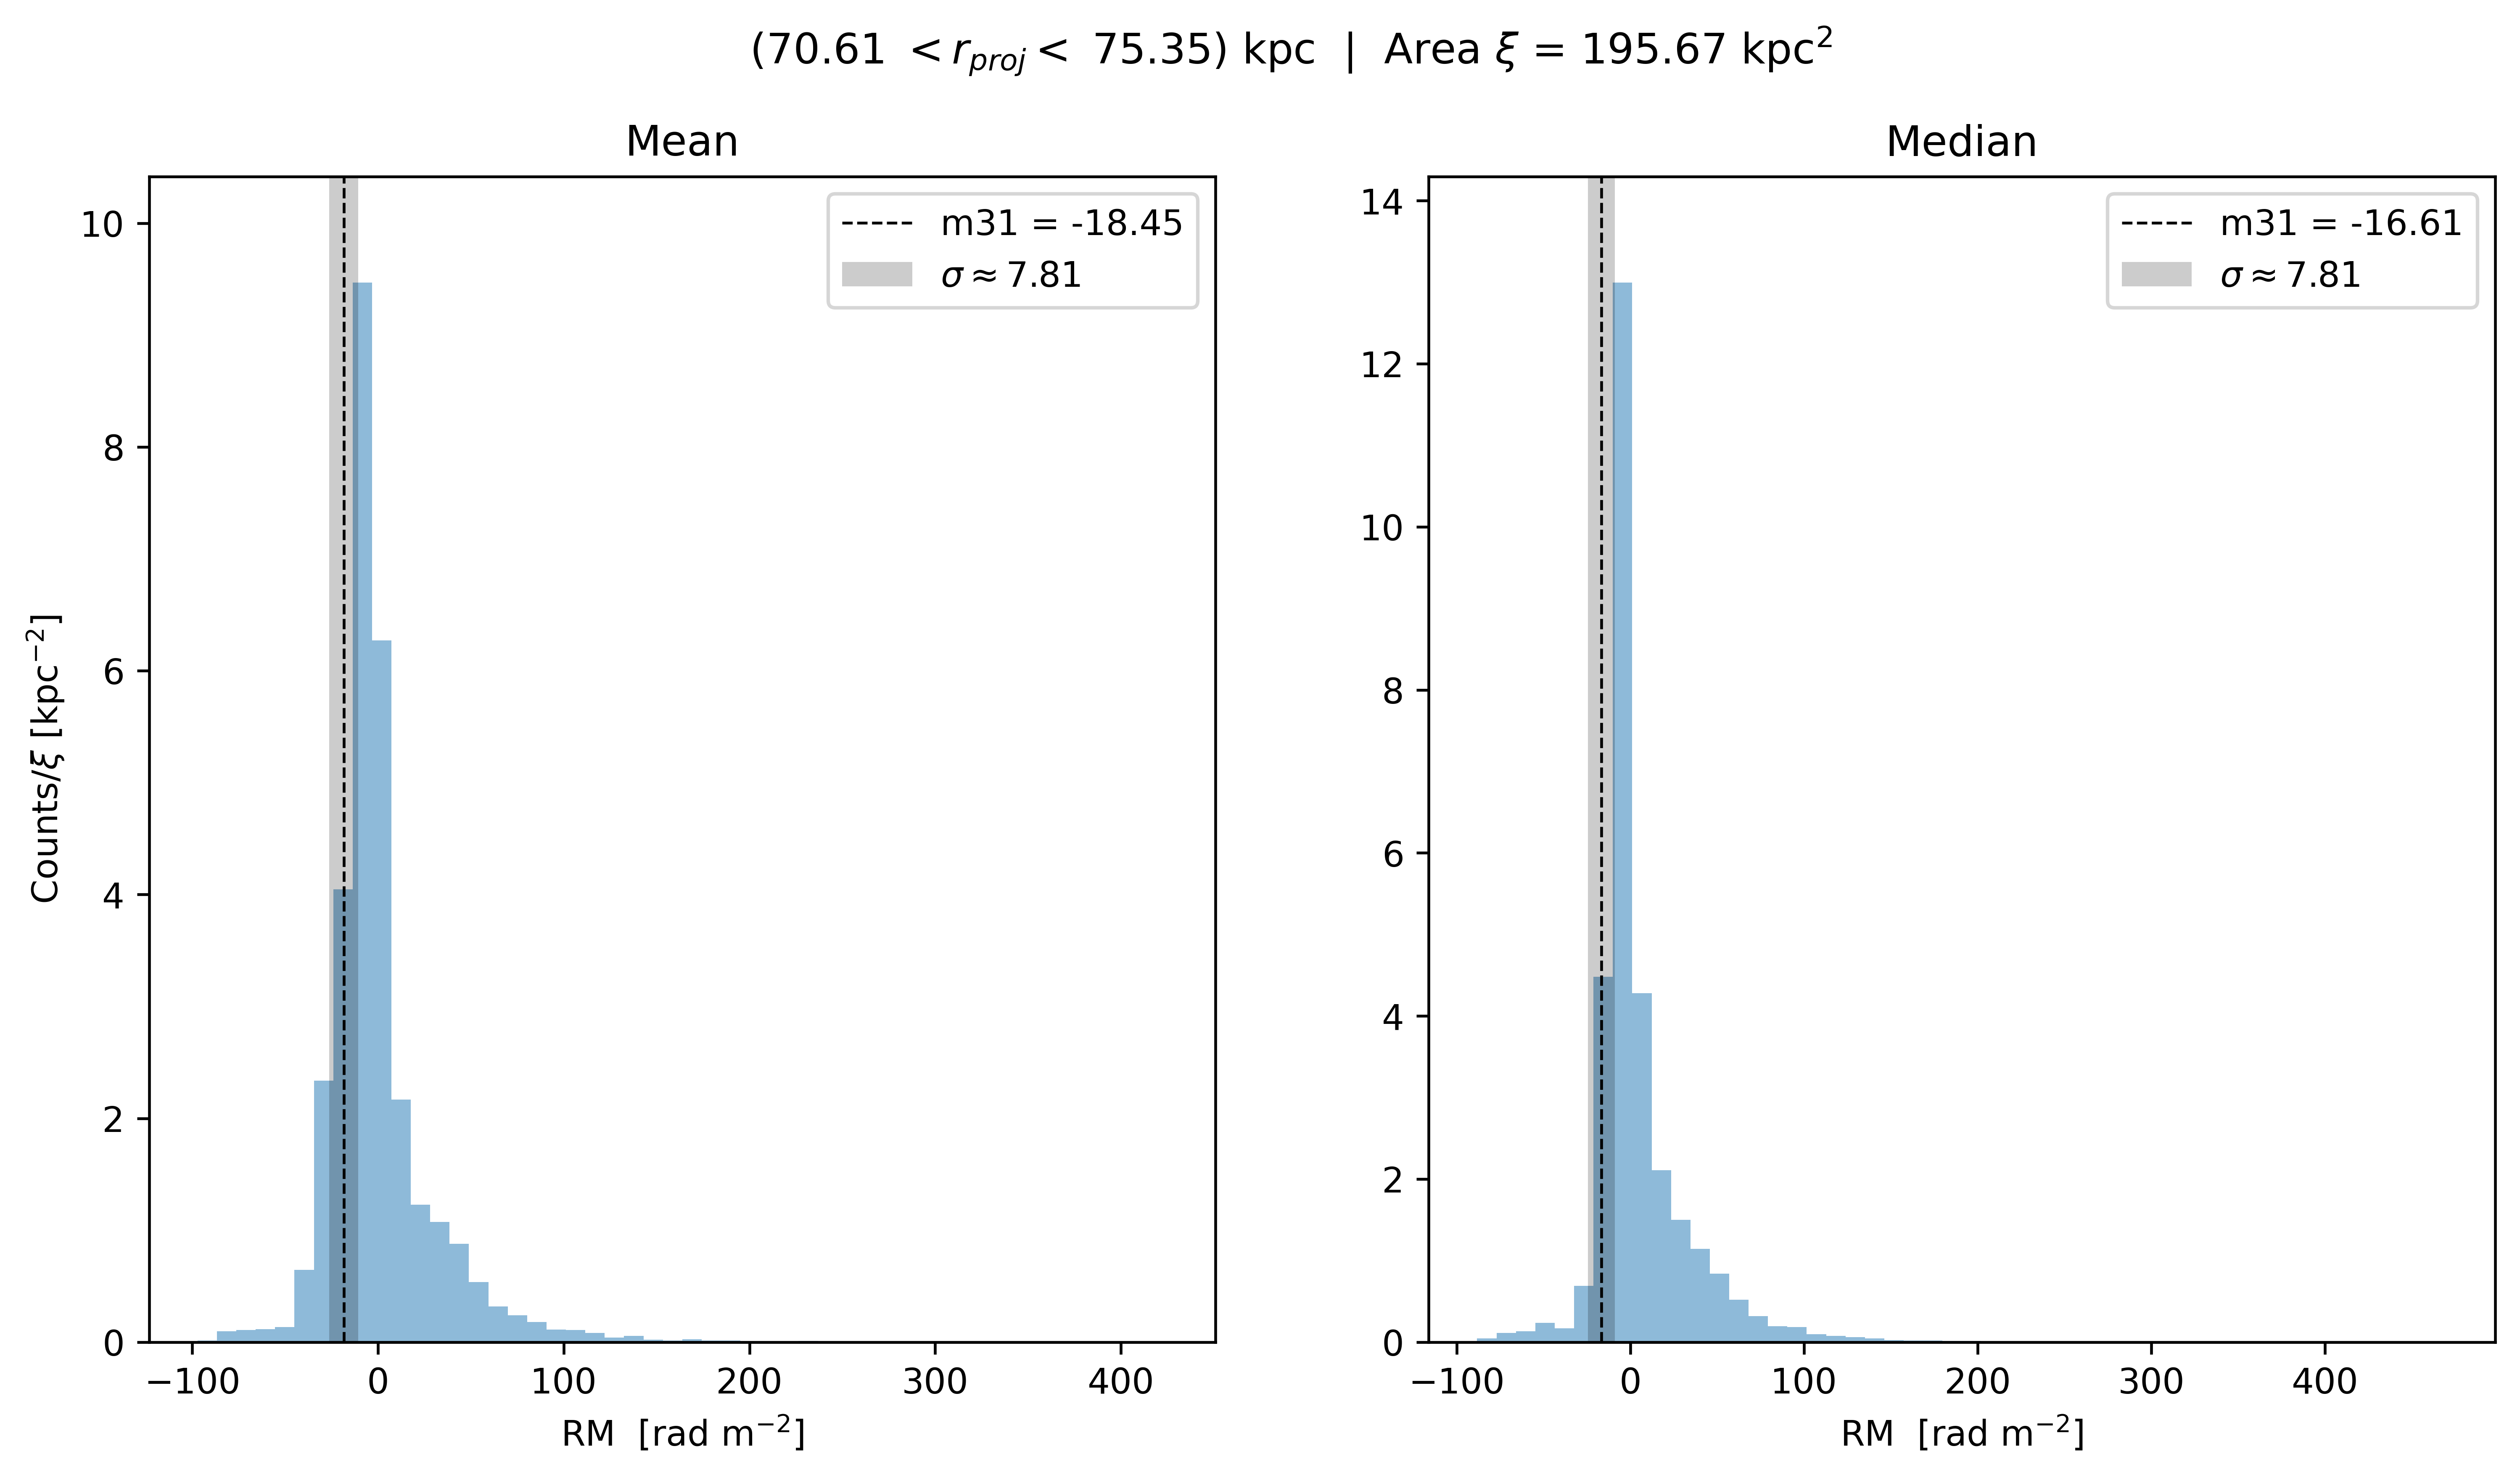 (70.61 < r_proj < 75.35) kpc | Area ξ = 195.67 kpc²
Mean
Median
m31 = -18.45
σ ≈ 7.81
m31 = -16.61
σ ≈ 7.81
Counts/ξ [kpc⁻²]
10
8
6
4
2
0
14
12
10
8
6
4
2
0
−100 0 100 200 300 400
−100 0 100 200 300 400
RM [rad m⁻²]
RM [rad m⁻²]